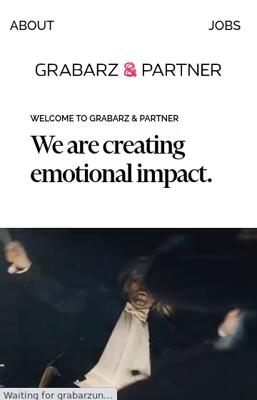 ABOUT
JOBS
GRABARZ & PARTNER
WELCOME TO GRABARZ & PARTNER
We are creating
emotional impact.
Waiting for grabarzun...